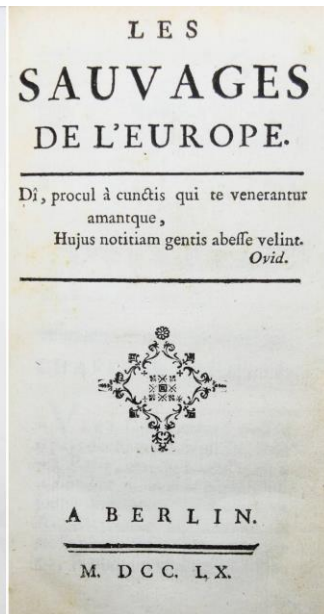 LES
SAUVAGES
DE L'EUROPE.
Dî, procul à cunctis qui te venerantur
amantque,
Hujus notitiam gentis abesse velint.
Ovid.
A BERLIN.
M. DCC. LX.